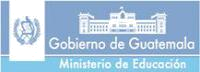 Gobierno de Guatemala
Ministerio de Educación